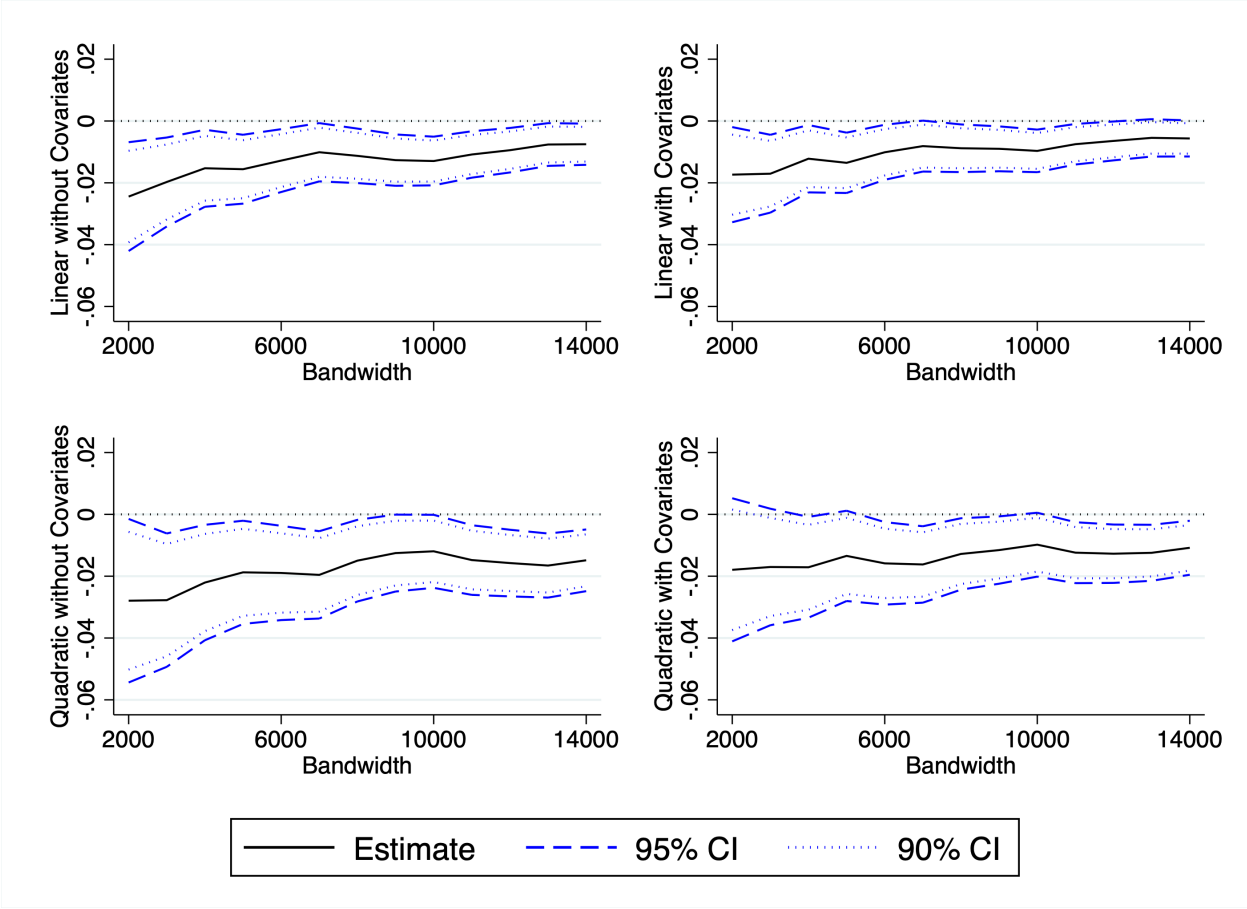 Linear without Covariates
.02
0
-.02
-.04
-.06
2000 6000 10000 14000
Bandwidth
Linear with Covariates
.02
0
-.02
-.04
-.06
2000 6000 10000 14000
Bandwidth
Quadratic without Covariates
.02
0
-.02
-.04
-.06
2000 6000 10000 14000
Bandwidth
Quadratic with Covariates
.02
0
-.02
-.04
-.06
2000 6000 10000 14000
Bandwidth
Estimate 95% CI 90% CI